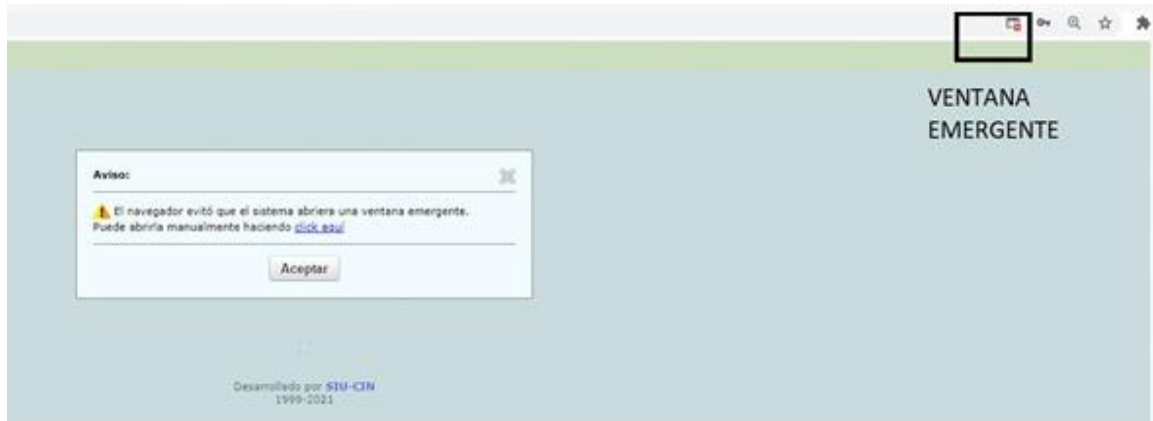 VENTANA
EMERGENTE
Aviso:
El navegador evitó que el sistema abriera una ventana emergente.
Puede abrirla manualmente haciendo click aquí
Aceptar
Desarrollado por SIU-CIN
1999-2021